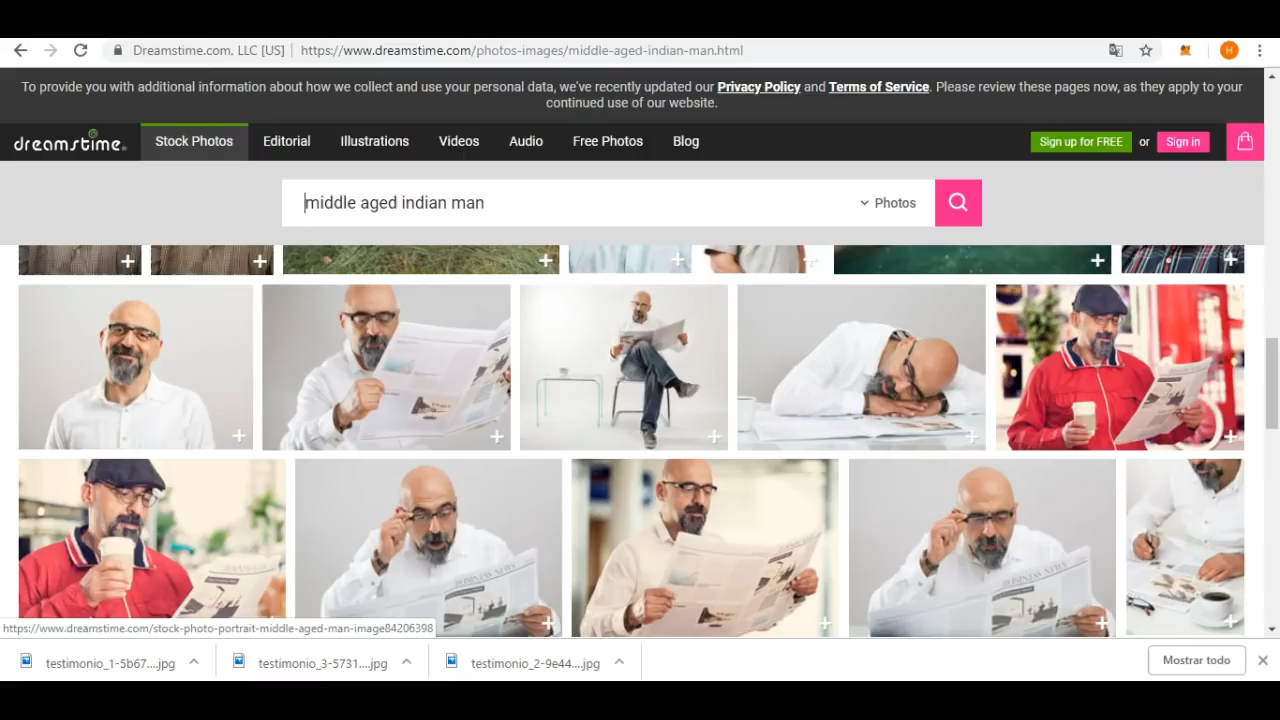 Dreamstime.com, LLC [US] | https://www.dreamstime.com/photos-images/middle-aged-indian-man.html
H
To provide you with additional information about how we collect and use your personal data, we've recently updated our Privacy Policy and Terms of Service. Please review these pages now, as they apply to your
continued use of our website.
dreamstime. Stock Photos Editorial Illustrations Videos Audio Free Photos Blog Sign up for FREE or Sign in
middle aged indian man Photos
BUSINESS NEWS
BUSINESS NEWS
https://www.dreamstime.com/stock-photo-portrait-middle-aged-man-image84206398
testimonio_1-5b67....jpg testimonio_3-5731....jpg testimonio_2-9e44....jpg Mostrar todo